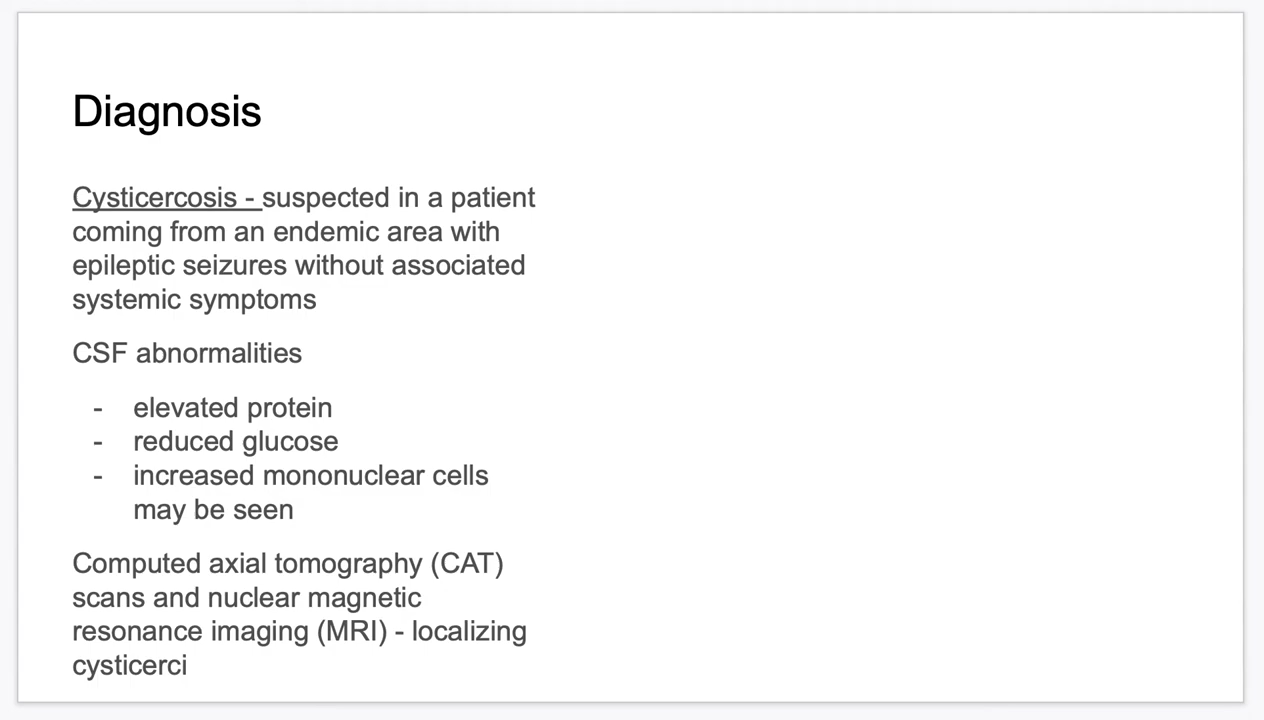 Diagnosis
Cysticercosis - suspected in a patient
coming from an endemic area with
epileptic seizures without associated
systemic symptoms
CSF abnormalities
- elevated protein
- reduced glucose
- increased mononuclear cells
may be seen
Computed axial tomography (CAT)
scans and nuclear magnetic
resonance imaging (MRI) - localizing
cysticerci